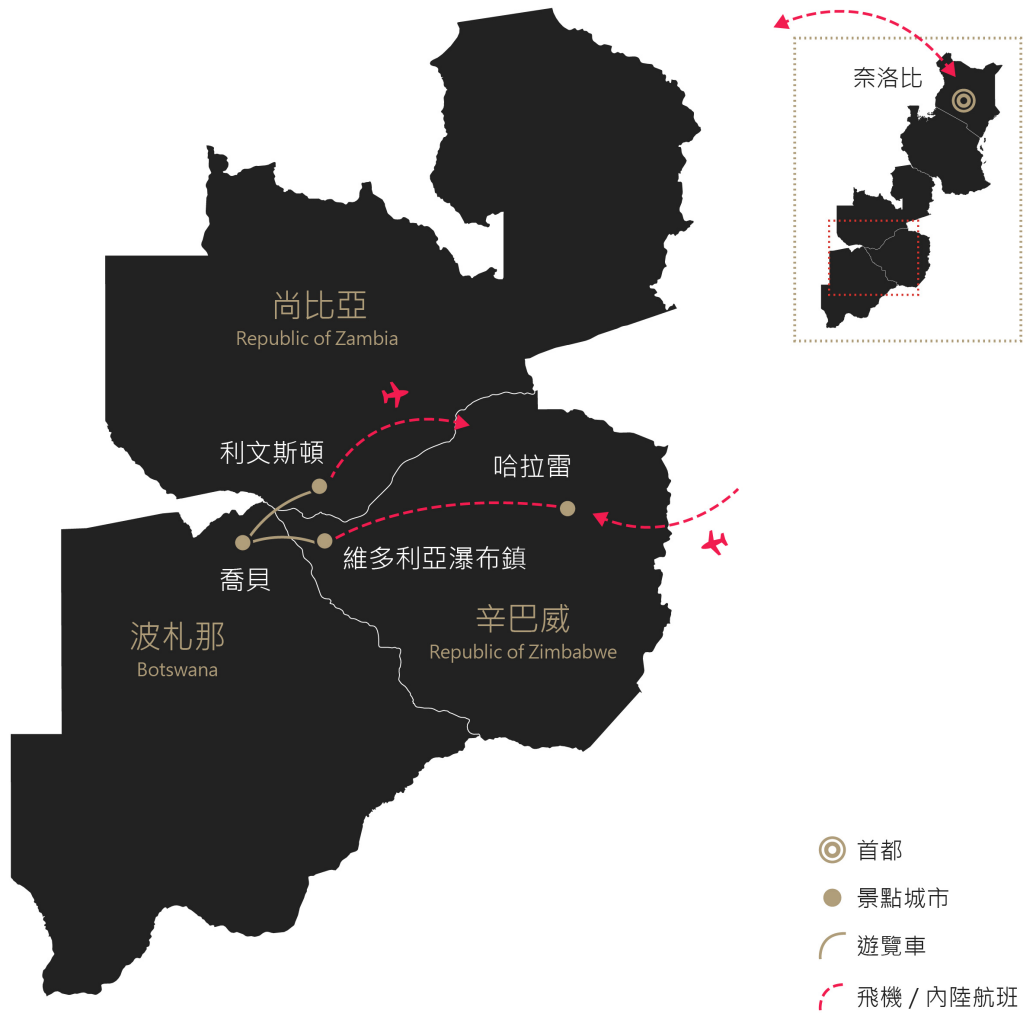 奈洛比
尚比亞
Republic of Zambia
利文斯頓
哈拉雷
維多利亞瀑布鎮
喬貝
辛巴威
Republic of Zimbabwe
波札那
Botswana
首都
景點城市
遊覽車
飛機 / 內陸航班